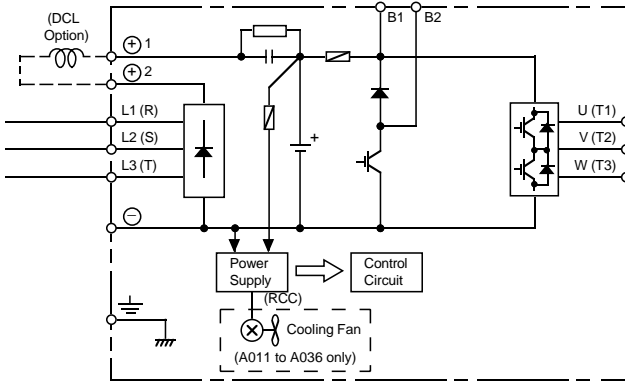 (DCL
Option)
+ 1
+ 2
B1
B2
L1 (R)
L2 (S)
L3 (T)
U (T1)
V (T2)
W (T3)
+
−
Power
Supply
Control
Circuit
(RCC)
Cooling Fan
(A011 to A036 only)